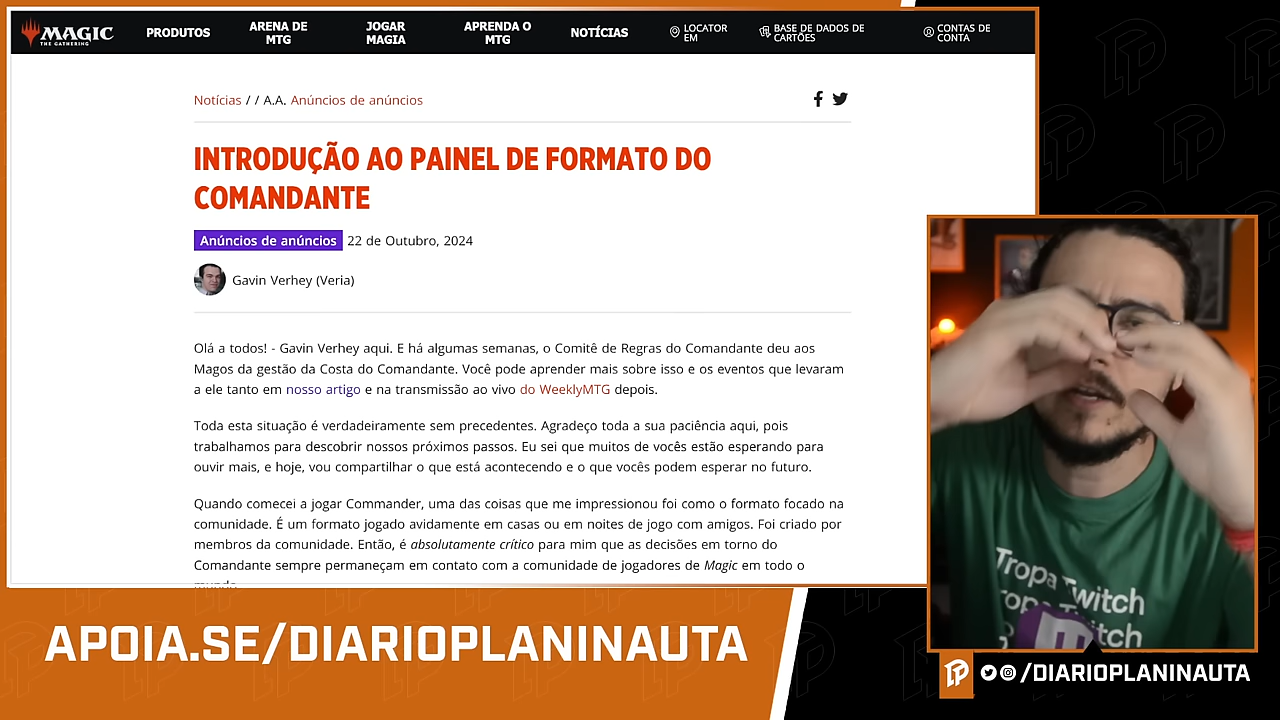 MAGIC
THE GATHERING
PRODUTOS
ARENA DE
MTG
JOGAR
MAGIA
APRENDA O
MTG
NOTÍCIAS
LOCATOR
EM
BASE DE DADOS DE
CARTÕES
CONTAS DE
CONTA
Notícias / / A.A. Anúncios de anúncios
INTRODUÇÃO AO PAINEL DE FORMATO DO
COMANDANTE
Anúncios de anúncios 22 de Outubro, 2024
Gavin Verhey (Veria)
Olá a todos! - Gavin Verhey aqui. E há algumas semanas, o Comitê de Regras do Comandante deu aos
Magos da gestão da Costa do Comandante. Você pode aprender mais sobre isso e os eventos que levaram
a ele tanto em nosso artigo e na transmissão ao vivo do WeeklyMTG depois.
Toda esta situação é verdadeiramente sem precedentes. Agradeço toda a sua paciência aqui, pois
trabalhamos para descobrir nossos próximos passos. Eu sei que muitos de vocês estão esperando para
ouvir mais, e hoje, vou compartilhar o que está acontecendo e o que vocês podem esperar no futuro.
Quando comecei a jogar Commander, uma das coisas que me impressionou foi como o formato focado na
comunidade. É um formato jogado avidamente em casas ou em noites de jogo com amigos. Foi criado por
membros da comunidade. Então, é absolutamente crítico para mim que as decisões em torno do
Comandante sempre permaneçam em contato com a comunidade de jogadores de Magic em todo o
Tropa Twitch
APOIA.SE/DIARIOPLANINAUTA
/DIARIOPLANINAUTA